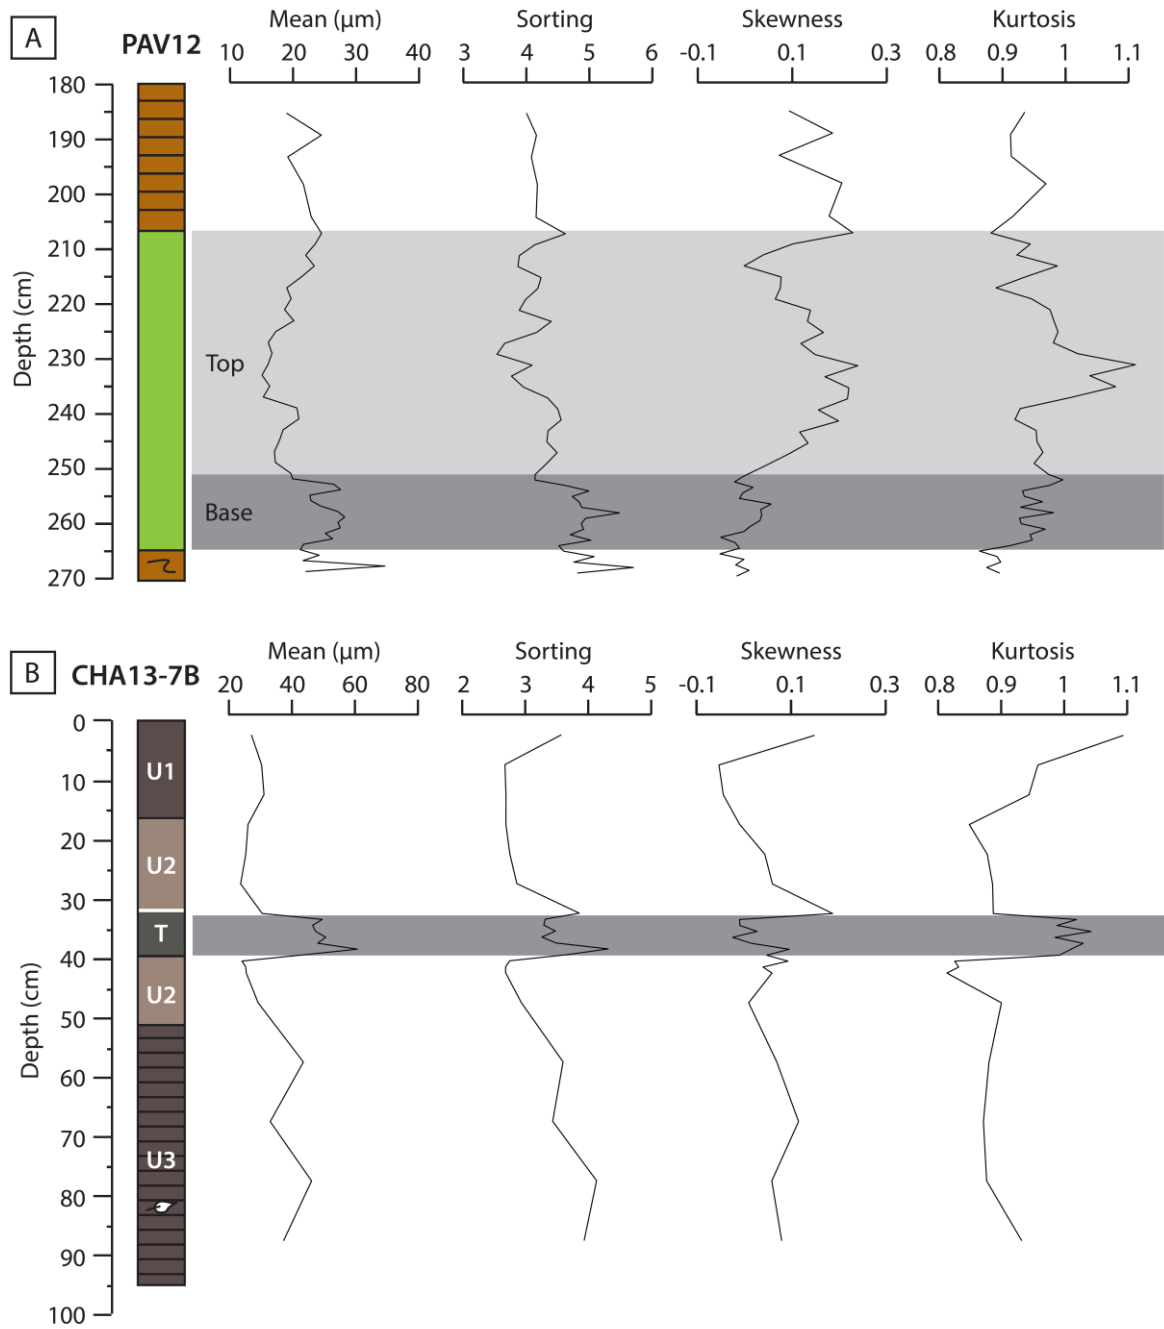 A
PAV12
Mean (µm)
Sorting
Skewness
Kurtosis
10 20 30 40
3 4 5 6
-0.1 0.1 0.3
0.8 0.9 1 1.1
Depth (cm)
180
190
200
210
220
230
240
250
260
270
Top
Base
B
CHA13-7B
Mean (µm)
Sorting
Skewness
Kurtosis
20 40 60 80
2 3 4 5
-0.1 0.1 0.3
0.8 0.9 1 1.1
Depth (cm)
0
10
20
30
40
50
60
70
80
90
100
U1
U2
T
U2
U3